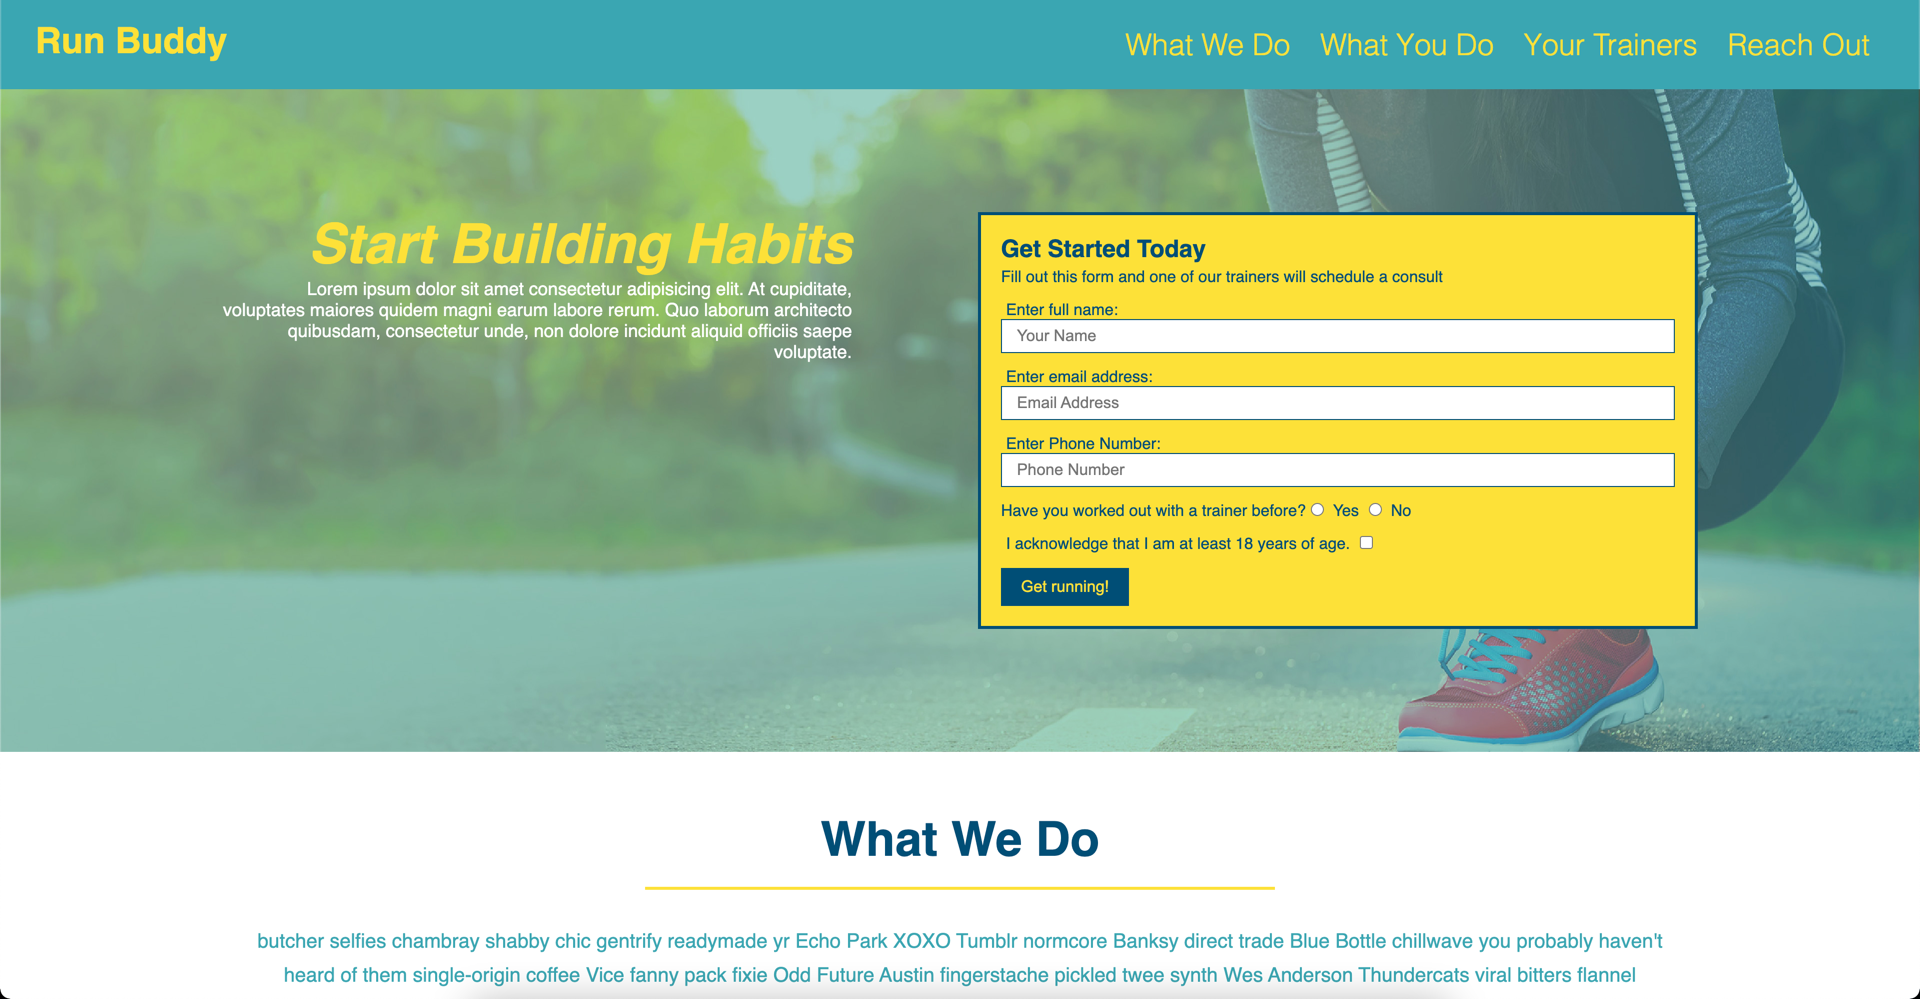 Run Buddy
What We Do
What You Do
Your Trainers
Reach Out
Start Building Habits
Lorem ipsum dolor sit amet consectetur adipisicing elit. At cupiditate,
voluptates maiores quidem magni earum labore rerum. Quo laborum architecto
quibusdam, consectetur unde, non dolore incidunt aliquid officiis saepe
voluptate.
Get Started Today
Fill out this form and one of our trainers will schedule a consult
Enter full name:
Your Name
Enter email address:
Email Address
Enter Phone Number:
Phone Number
Have you worked out with a trainer before? Yes No
I acknowledge that I am at least 18 years of age.
Get running!
What We Do
butcher selfies chambray shabby chic gentrify readymade yr Echo Park XOXO Tumblr normcore Banksy direct trade Blue Bottle chillwave you probably haven't
heard of them single-origin coffee Vice fanny pack fixie Odd Future Austin fingerstache pickled twee synth Wes Anderson Thundercats viral bitters flannel